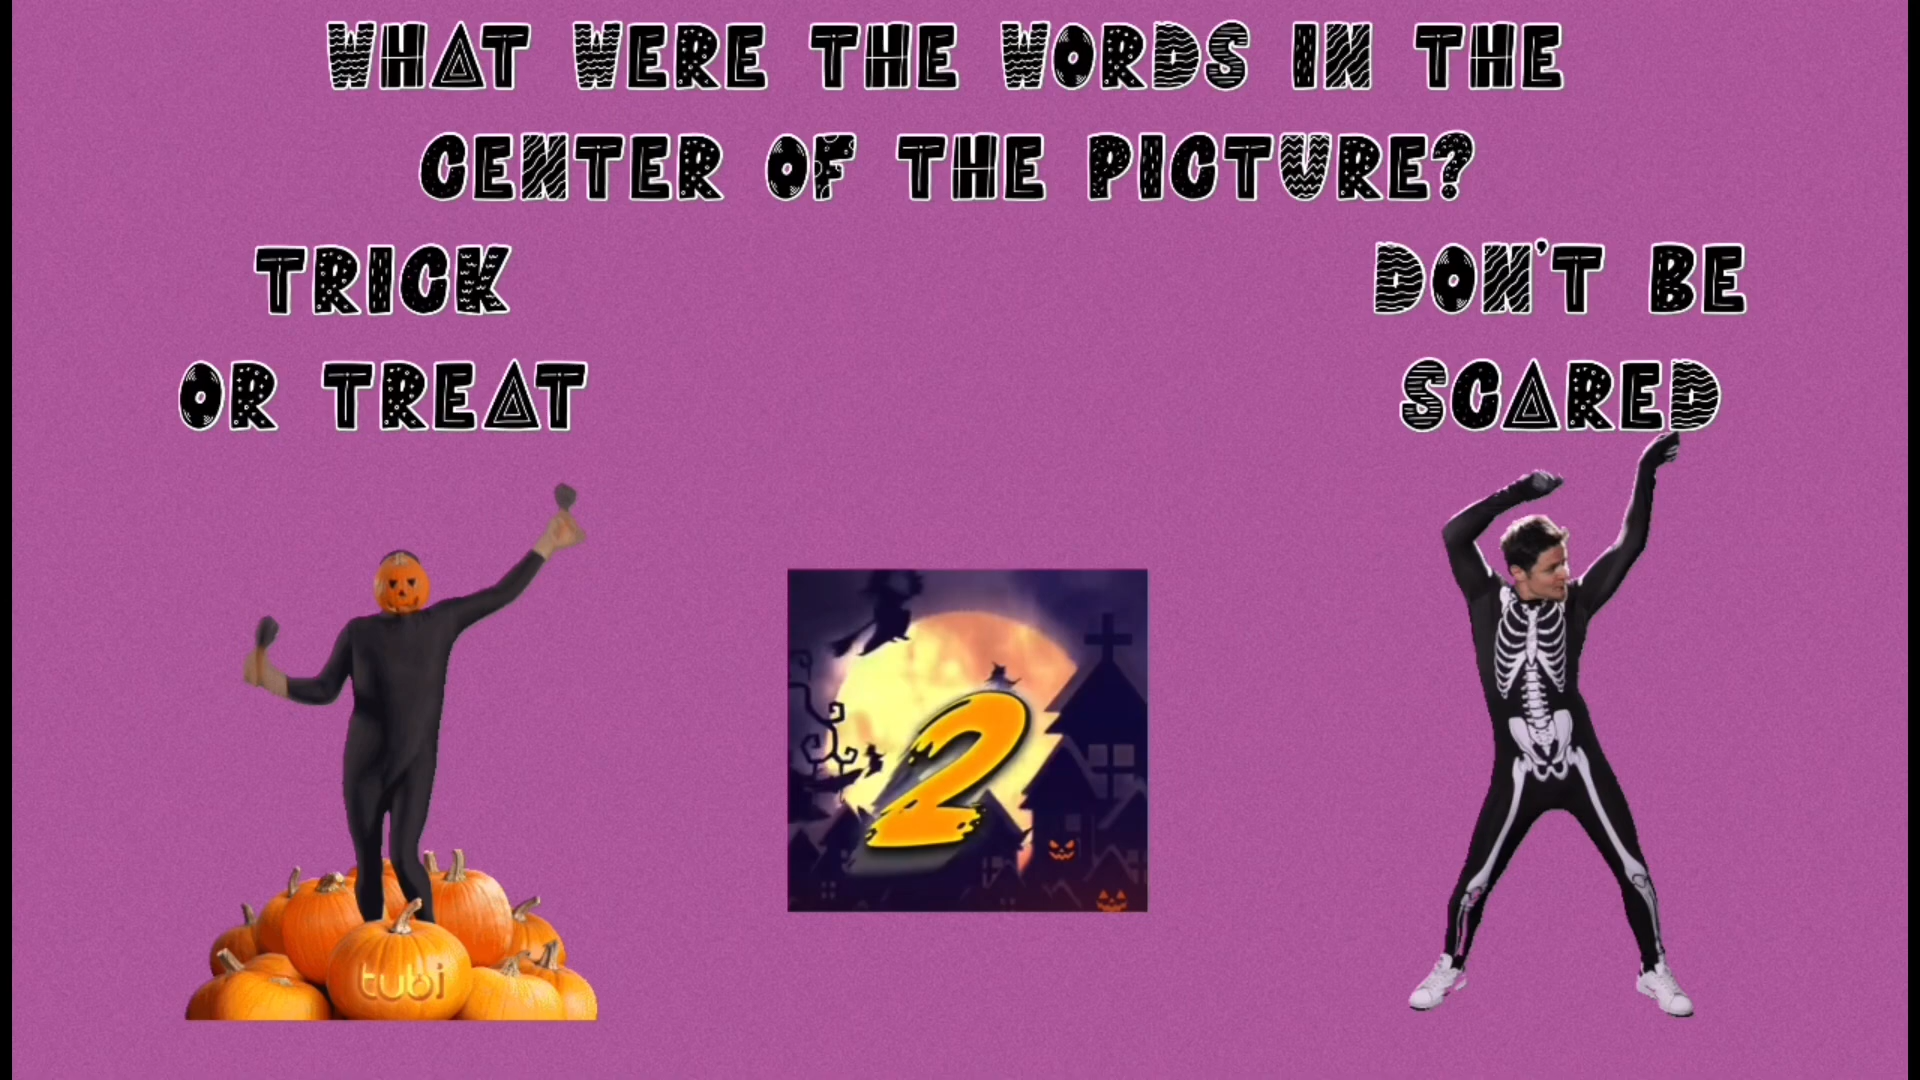 WHAT WERE THE WORDS IN THE
CENTER OF THE PICTURE?
TRICK
OR TREAT
DON'T BE
SCARED
2
tubi